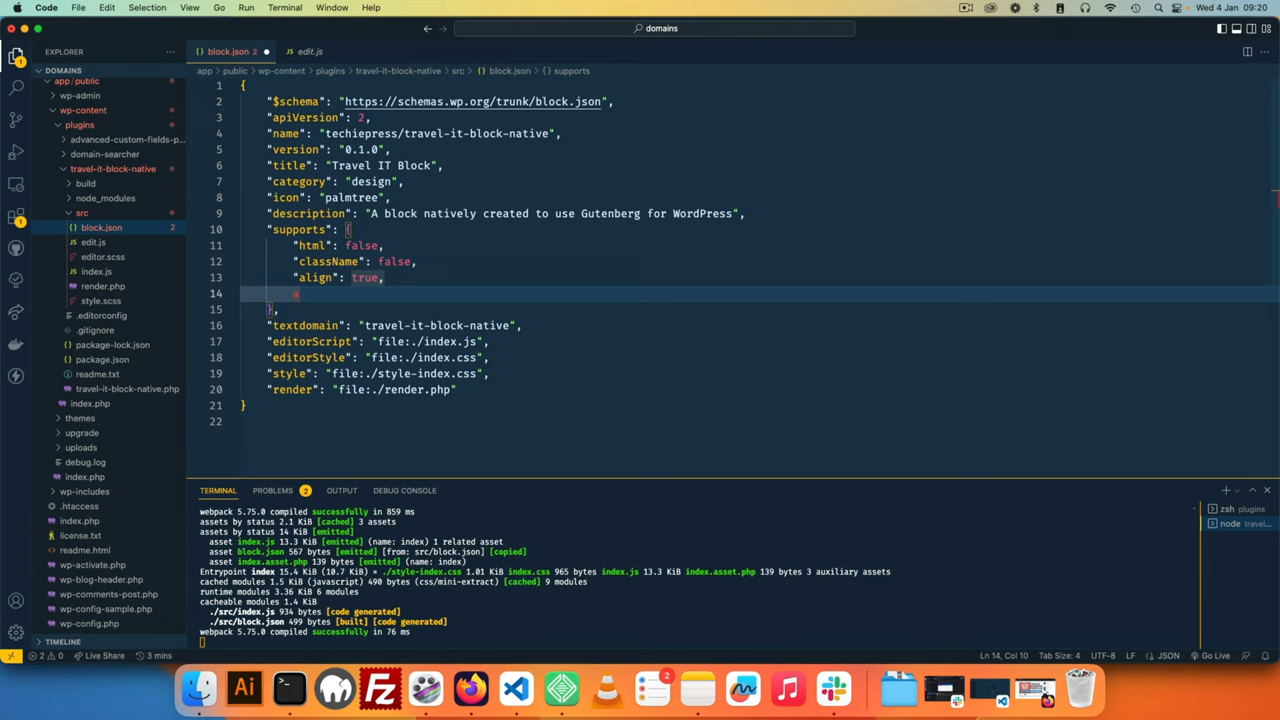 Code File Edit Selection View Go Run Terminal Window Help Wed 4 Jan 09:20
domains
EXPLORER
block.json 2
edit.js
app > public > wp-content > plugins > travel-it-block-native > src > {} block.json > {} supports
DOMAINS
app / public
wp-admin
wp-content
plugins
advanced-custom-fields-p...
domain-searcher
travel-it-block-native
build
node_modules
src
block.json 2
edit.js
editor.scss
index.js
render.php
style.scss
.editorconfig
.gitignore
package-lock.json
package.json
readme.txt
travel-it-block-native.php
index.php
themes
upgrade
uploads
debug.log
index.php
wp-includes
.htaccess
index.php
license.txt
readme.html
wp-activate.php
wp-blog-header.php
wp-comments-post.php
wp-config-sample.php
wp-config.php
TIMELINE
1 {
2 "$schema": "https://schemas.wp.org/trunk/block.json",
3 "apiVersion": 2,
4 "name": "techiepress/travel-it-block-native",
5 "version": "0.1.0",
6 "title": "Travel IT Block",
7 "category": "design",
8 "icon": "palmtree",
9 "description": "A block natively created to use Gutenberg for WordPress",
10 "supports": {
11 "html": false,
12 "className": false,
13 "align": true,
14 @
15 },
16 "textdomain": "travel-it-block-native",
17 "editorScript": "file:./index.js",
18 "editorStyle": "file:./index.css",
19 "style": "file:./style-index.css",
20 "render": "file:./render.php"
21 }
22
TERMINAL PROBLEMS 2 OUTPUT DEBUG CONSOLE
webpack 5.75.0 compiled successfully in 859 ms
assets by status 2.1 KiB [cached] 3 assets
assets by status 14 KiB [emitted]
asset index.js 13.3 KiB [emitted] (name: index) 1 related asset
asset block.json 567 bytes [emitted] [from: src/block.json] [copied]
asset index.asset.php 139 bytes [emitted] (name: index)
Entrypoint index 15.4 KiB (10.7 KiB) = ./style-index.css 1.01 KiB index.css 965 bytes index.js 13.3 KiB index.asset.php 139 bytes 3 auxiliary assets
cached modules 1.5 KiB (javascript) 490 bytes (css/mini-extract) [cached] 9 modules
runtime modules 3.36 KiB 6 modules
cacheable modules 1.4 KiB
./src/index.js 934 bytes [code generated]
./src/block.json 499 bytes [built] [code generated]
webpack 5.75.0 compiled successfully in 76 ms
zsh plugins
node travel...
2 0 Live Share 3 mins Ln 14, Col 10 Tab Size: 4 UTF-8 LF {} JSON Go Live
Ai
Fz
2